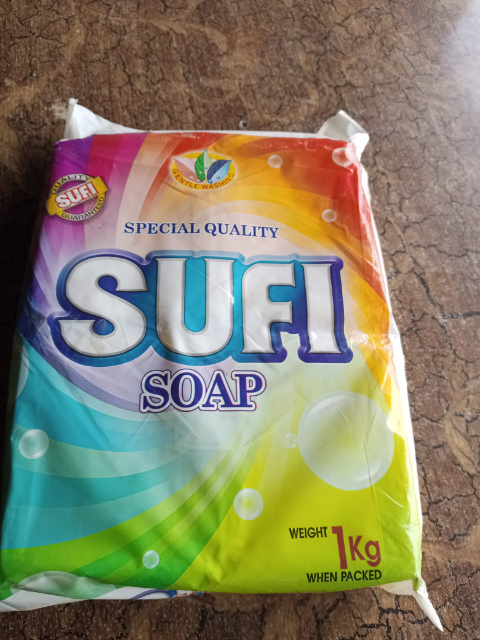 GENTLE WASHING
QUALITY
SUFI
GUARANTEED
SPECIAL QUALITY
SUFI
SOAP
WEIGHT 1Kg
WHEN PACKED